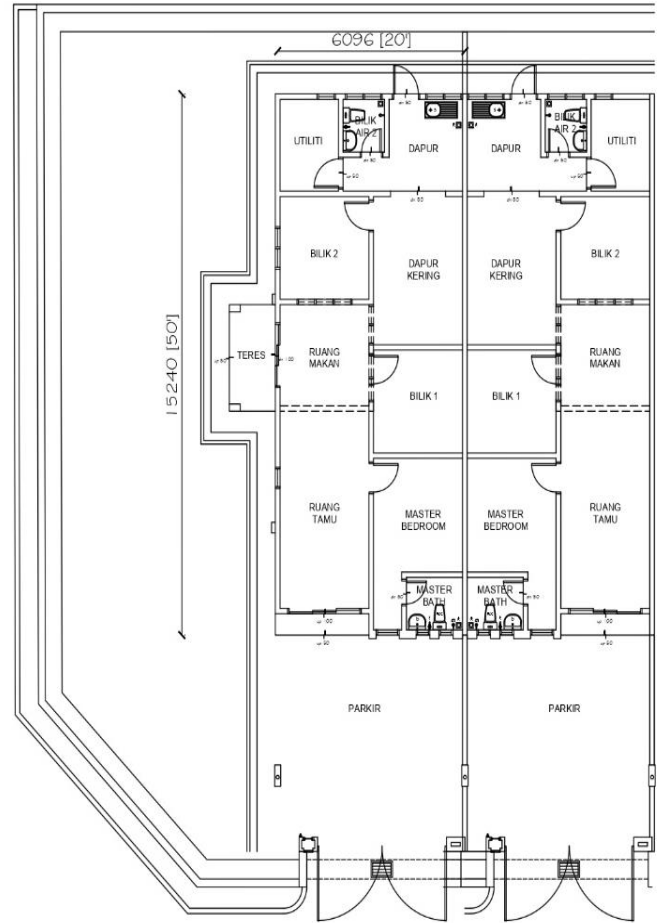 6096 [20']
BILIK
AIR 2
BILIK
AIR 2
UTILITI
DAPUR
DAPUR
UTILITI
BILIK 2
DAPUR
KERING
DAPUR
KERING
BILIK 2
15240 [50']
TERES
RUANG
MAKAN
RUANG
MAKAN
BILIK 1
BILIK 1
RUANG
TAMU
MASTER
BEDROOM
MASTER
BEDROOM
RUANG
TAMU
MASTER
BATH
MASTER
BATH
PARKIR
PARKIR